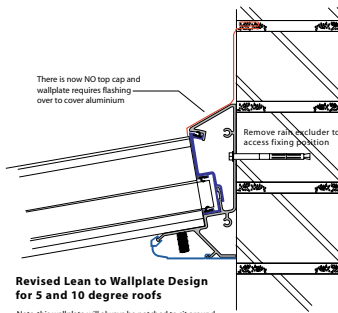 There is now NO top cap and
wallplate requires flashing
over to cover aluminium
Remove rain excluder to
access fixing position
Revised Lean to Wallplate Design
for 5 and 10 degree roofs